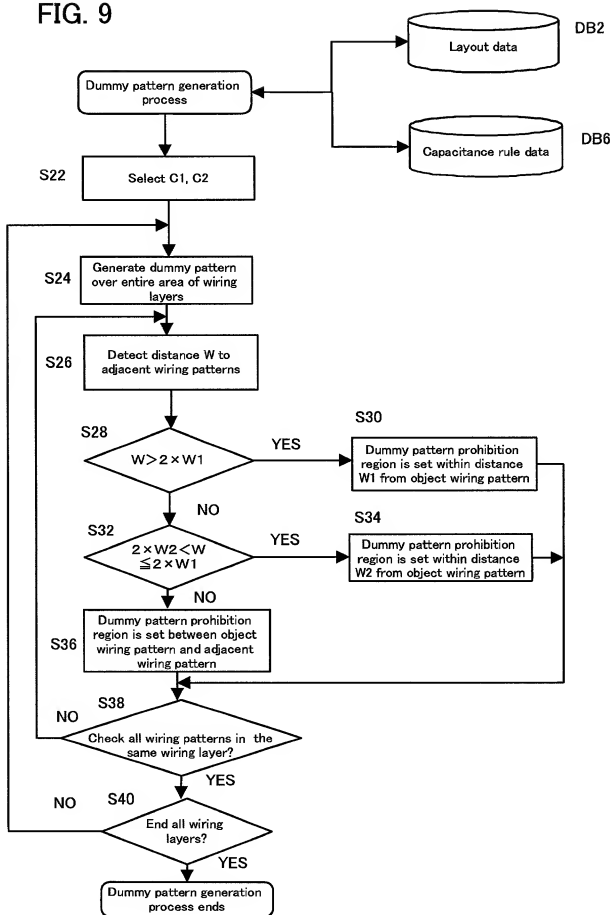 FIG. 9
DB2
Layout data
Dummy pattern generation
process
DB6
Capacitance rule data
S22
Select C1, C2
S24
Generate dummy pattern
over entire area of wiring
layers
S26
Detect distance W to
adjacent wiring patterns
S28
W>2×W1
YES
S30
Dummy pattern prohibition
region is set within distance
W1 from object wiring pattern
NO
S32
2×W2<W
≦2×W1
YES
S34
Dummy pattern prohibition
region is set within distance
W2 from object wiring pattern
NO
S36
Dummy pattern prohibition
region is set between object
wiring pattern and adjacent
wiring pattern
S38
NO
Check all wiring patterns in the
same wiring layer?
YES
S40
NO
End all wiring
layers?
YES
Dummy pattern generation
process ends